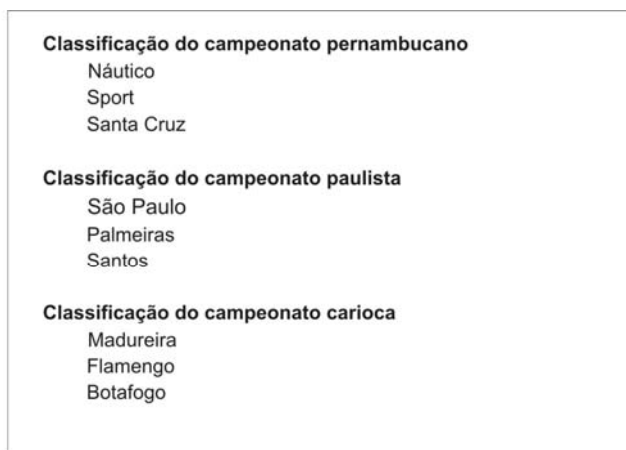 Classificação do campeonato pernambucano
Náutico
Sport
Santa Cruz
Classificação do campeonato paulista
São Paulo
Palmeiras
Santos
Classificação do campeonato carioca
Madureira
Flamengo
Botafogo